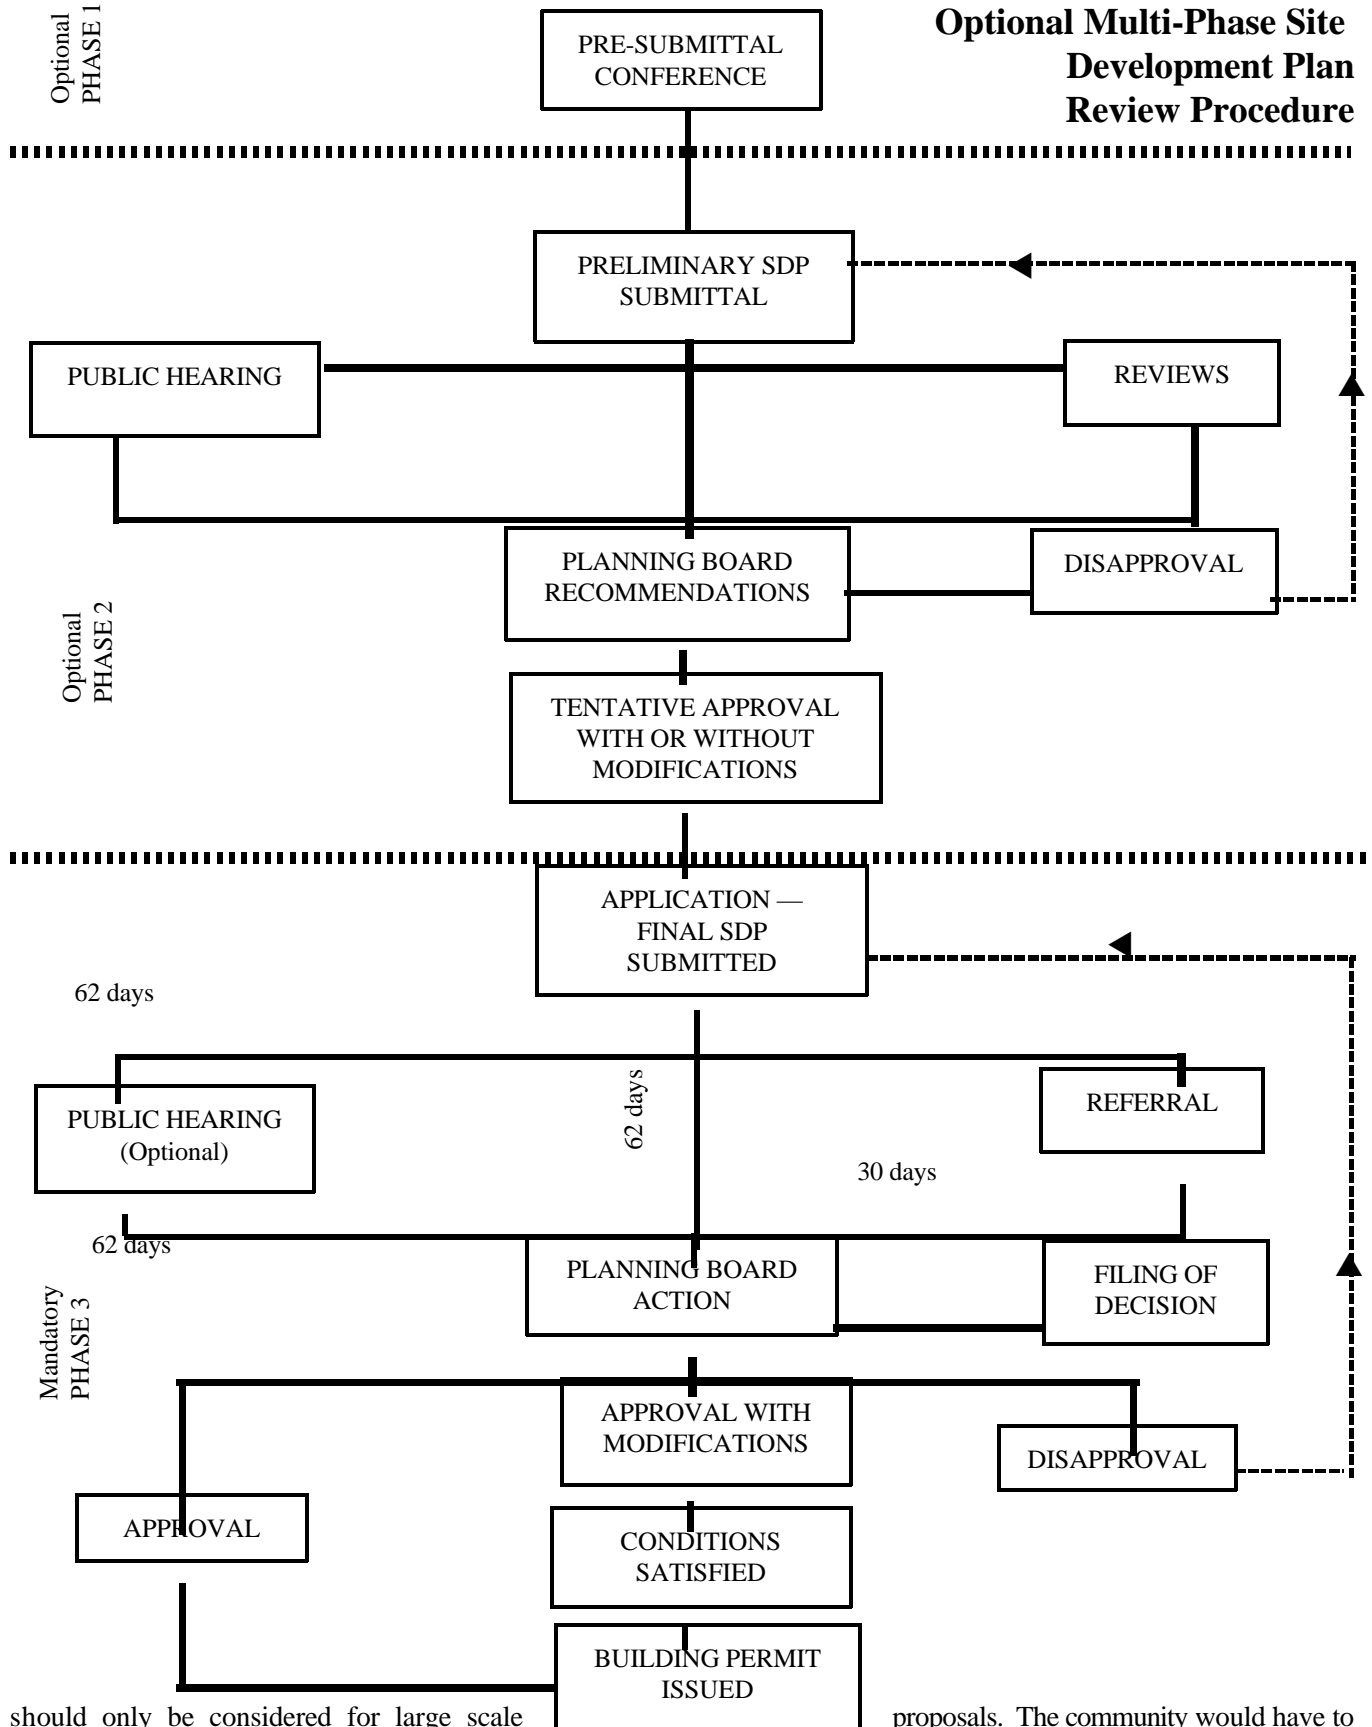 Optional
PHASE 1
PRE-SUBMITTAL
CONFERENCE
Optional Multi-Phase Site
Development Plan
Review Procedure
PRELIMINARY SDP
SUBMITTAL
PUBLIC HEARING
REVIEWS
PLANNING BOARD
RECOMMENDATIONS
DISAPPROVAL
Optional
PHASE 2
TENTATIVE APPROVAL
WITH OR WITHOUT
MODIFICATIONS
APPLICATION —
FINAL SDP
SUBMITTED
62 days
62 days
PUBLIC HEARING
(Optional)
REFERRAL
30 days
62 days
PLANNING BOARD
ACTION
FILING OF
DECISION
Mandatory
PHASE 3
APPROVAL WITH
MODIFICATIONS
DISAPPROVAL
APPROVAL
CONDITIONS
SATISFIED
BUILDING PERMIT
ISSUED
should only be considered for large scale
proposals. The community would have to